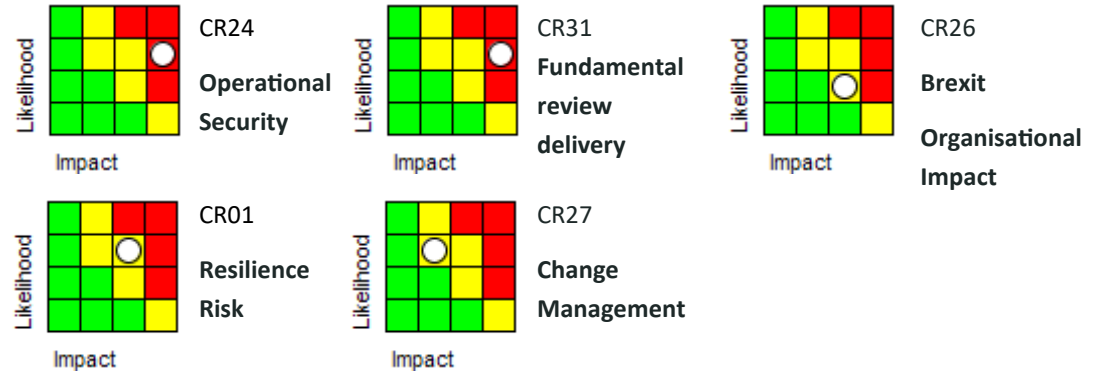 Likelihood
Impact
CR24
Operational
Security
Likelihood
Impact
CR31
Fundamental
review
delivery
Likelihood
Impact
CR26
Brexit
Organisational
Impact
Likelihood
Impact
CR01
Resilience
Risk
Likelihood
Impact
CR27
Change
Management